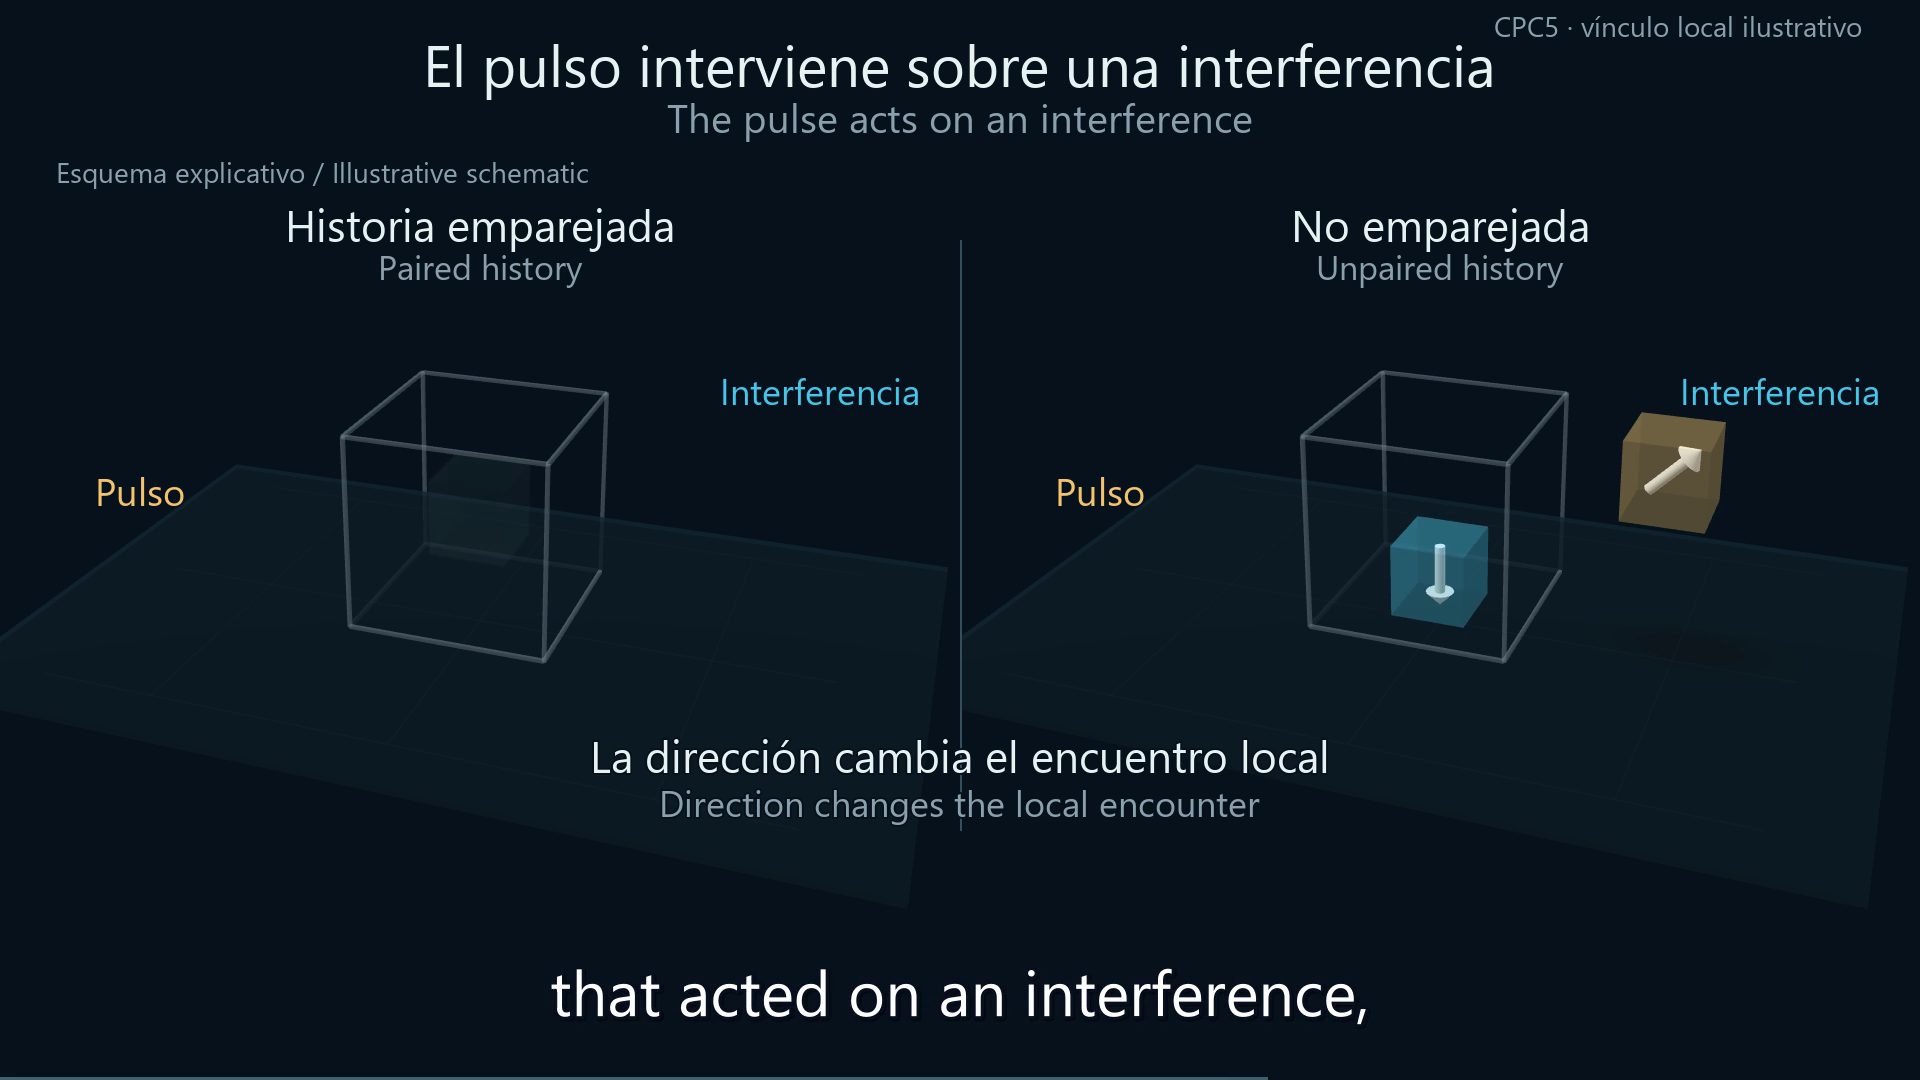 CPC5 · vínculo local ilustrativo
El pulso interviene sobre una interferencia
The pulse acts on an interference
Esquema explicativo / Illustrative schematic
Historia emparejada
Paired history
No emparejada
Unpaired history
Interferencia
Pulso
Interferencia
Pulso
La dirección cambia el encuentro local
Direction changes the local encounter
that acted on an interference,